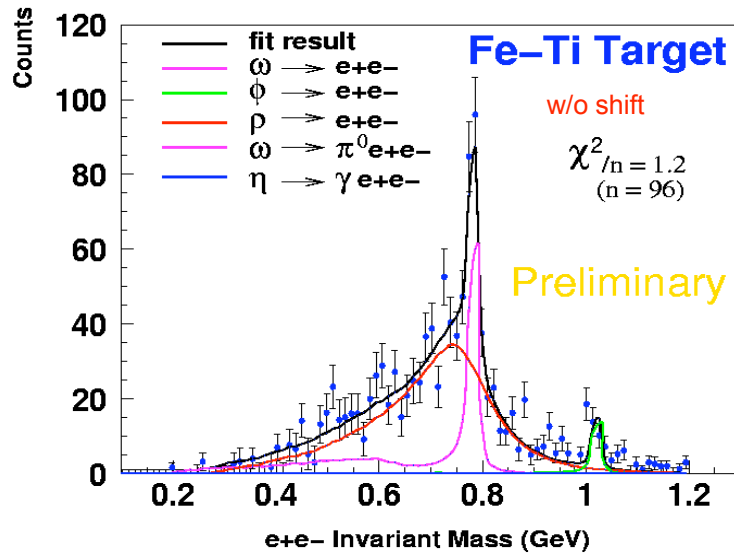 Counts
120
100
80
60
40
20
0
fit result
ω → e+e−
ϕ → e+e−
ρ → e+e−
ω → π⁰e+e−
η → γ e+e−
Fe−Ti Target
w/o shift
χ²/n = 1.2
(n = 96)
Preliminary
0.2 0.4 0.6 0.8 1 1.2
e+e− Invariant Mass (GeV)